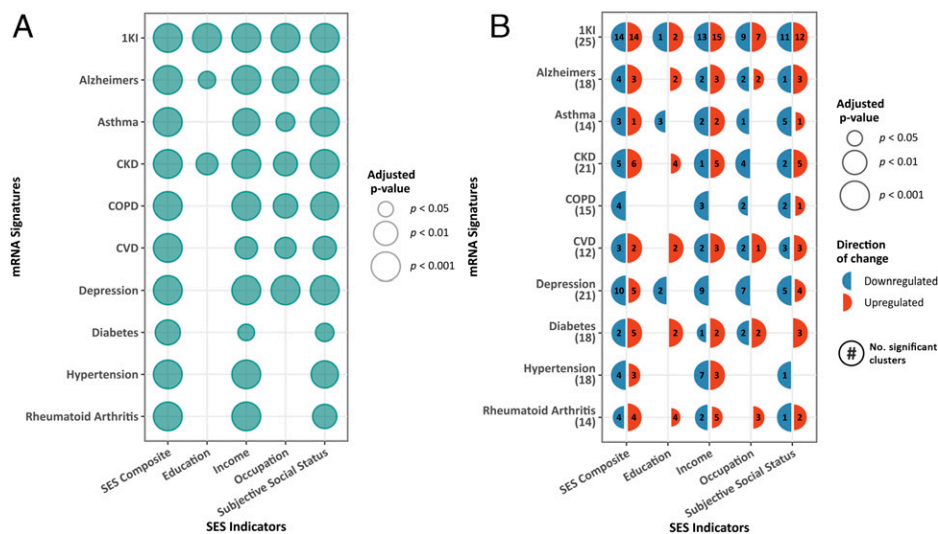 A
1KI
Alzheimers
Asthma
CKD
COPD
CVD
Depression
Diabetes
Hypertension
Rheumatoid Arthritis
mRNA Signatures
SES Composite
Education
Income
Occupation
Subjective Social Status
SES Indicators
Adjusted
p-value
p < 0.05
p < 0.01
p < 0.001
B
mRNA Signatures
1KI
(25)
14 14 1 2 13 15 9 7 11 12
Alzheimers
(18)
4 3 2 2 3 2 2 1 3
Asthma
(14)
3 1 3 2 2 1 5 1
CKD
(21)
5 6 4 1 5 4 2 5
COPD
(15)
4 3 2 2 1
CVD
(12)
3 2 2 2 3 2 1 3 3
Depression
(21)
10 5 2 9 7 5 4
Diabetes
(18)
2 5 2 1 2 2 2 3
Hypertension
(18)
4 3 7 3 1
Rheumatoid Arthritis
(14)
4 4 4 2 5 3 1 2
SES Composite
Education
Income
Occupation
Subjective Social Status
SES Indicators
Adjusted
p-value
p < 0.05
p < 0.01
p < 0.001
Direction
of change
Downregulated
Upregulated
# No. significant
clusters